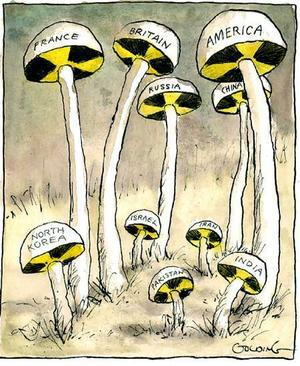 FRANCE
BRITAIN
AMERICA
RUSSIA
CHINA
NORTH
KOREA
ISRAEL
IRAN
PAKISTAN
INDIA
GOLDING